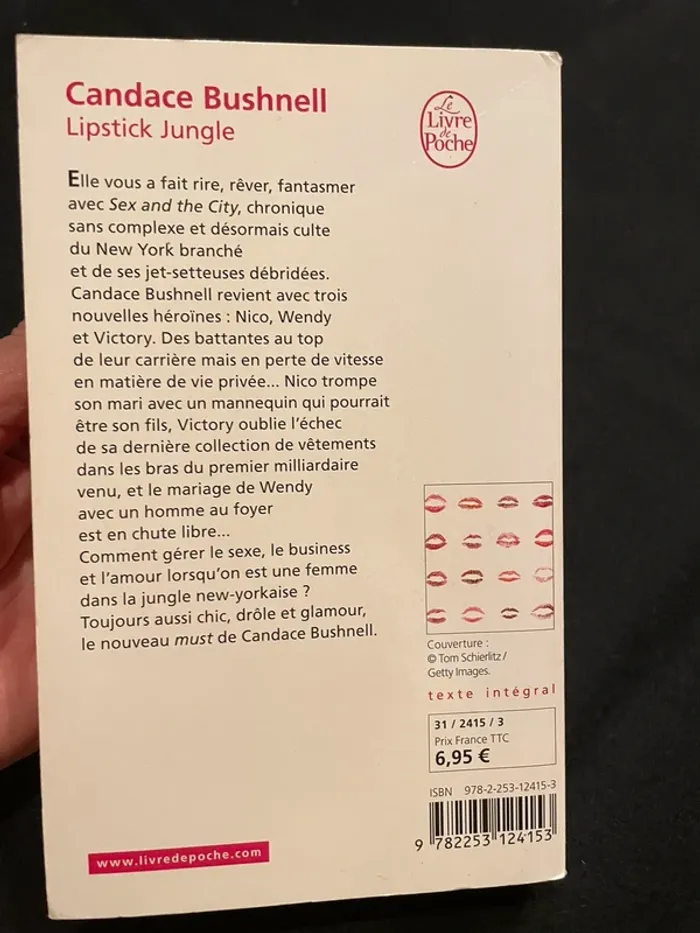 Candace Bushnell
Lipstick Jungle
Le
Livre
de
Poche
Elle vous a fait rire, rêver, fantasmer
avec Sex and the City, chronique
sans complexe et désormais culte
du New York branché
et de ses jet-setteuses débridées.
Candace Bushnell revient avec trois
nouvelles héroïnes : Nico, Wendy
et Victory. Des battantes au top
de leur carrière mais en perte de vitesse
en matière de vie privée... Nico trompe
son mari avec un mannequin qui pourrait
être son fils, Victory oublie l'échec
de sa dernière collection de vêtements
dans les bras du premier milliardaire
venu, et le mariage de Wendy
avec un homme au foyer
est en chute libre...
Comment gérer le sexe, le business
et l'amour lorsqu'on est une femme
dans la jungle new-yorkaise ?
Toujours aussi chic, drôle et glamour,
le nouveau must de Candace Bushnell.
Couverture :
© Tom Schierlitz /
Getty Images.
texte intégral
31 / 2415 / 3
Prix France TTC
6,95 €
ISBN 978-2-253-12415-3
9 782253 124153
www.livredepoche.com